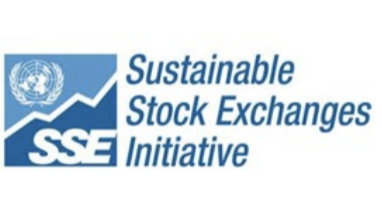 SSE
Sustainable
Stock Exchanges
Initiative